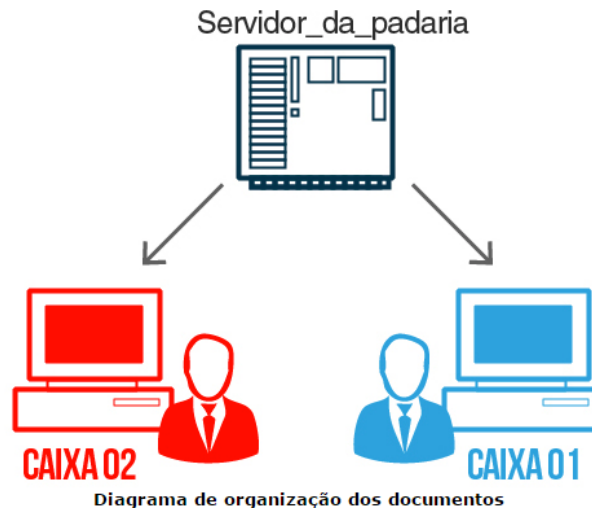 Servidor_da_padaria
CAIXA 02
CAIXA 01
Diagrama de organização dos documentos